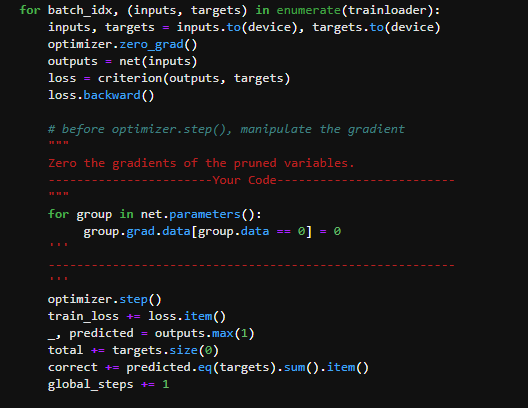 for batch_idx, (inputs, targets) in enumerate(trainloader):
    inputs, targets = inputs.to(device), targets.to(device)
    optimizer.zero_grad()
    outputs = net(inputs)
    loss = criterion(outputs, targets)
    loss.backward()

    # before optimizer.step(), manipulate the gradient
    """
    Zero the gradients of the pruned variables.
    -----------------------Your Code-------------------------
    """
    for group in net.parameters():
         group.grad.data[group.data == 0] = 0
    '''
    ---------------------------------------------------------
    '''
    optimizer.step()
    train_loss += loss.item()
    _, predicted = outputs.max(1)
    total += targets.size(0)
    correct += predicted.eq(targets).sum().item()
    global_steps += 1